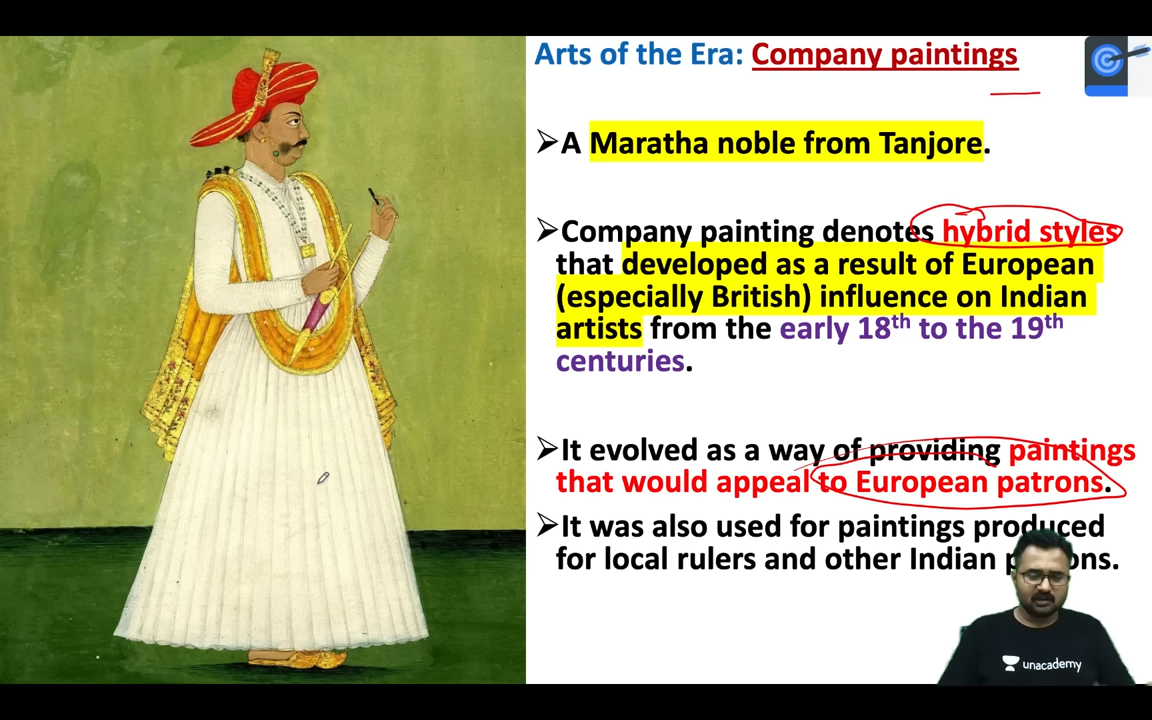 Arts of the Era: Company paintings
➢A Maratha noble from Tanjore.
➢Company painting denotes hybrid styles
that developed as a result of European
(especially British) influence on Indian
artists from the early 18th to the 19th
centuries.
➢It evolved as a way of providing paintings
that would appeal to European patrons.
➢It was also used for paintings produced
for local rulers and other Indian patrons.
unacademy